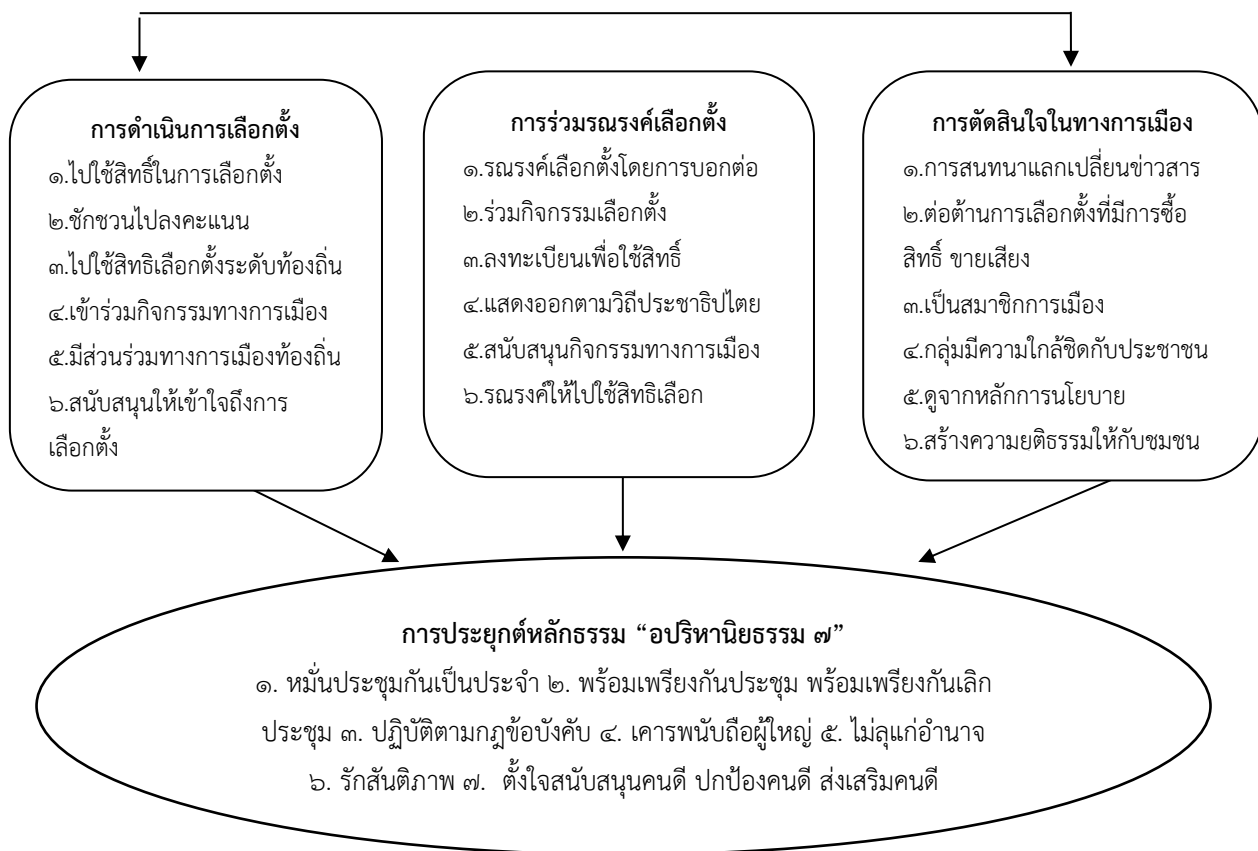 การดำเนินการเลือกตั้ง
๑.ไปใช้สิทธิ์ในการเลือกตั้ง
๒.ชักชวนไปลงคะแนน
๓.ไปใช้สิทธิเลือกตั้งระดับท้องถิ่น
๔.เข้าร่วมกิจกรรมทางการเมือง
๕.มีส่วนร่วมทางการเมืองท้องถิ่น
๖.สนับสนุนให้เข้าใจถึงการ
เลือกตั้ง
การร่วมรณรงค์เลือกตั้ง
๑.รณรงค์เลือกตั้งโดยการบอกต่อ
๒.ร่วมกิจกรรมเลือกตั้ง
๓.ลงทะเบียนเพื่อใช้สิทธิ์
๔.แสดงออกตามวิถีประชาธิปไตย
๕.สนับสนุนกิจกรรมทางการเมือง
๖.รณรงค์ให้ไปใช้สิทธิเลือก
การตัดสินใจในทางการเมือง
๑.การสนทนาแลกเปลี่ยนข่าวสาร
๒.ต่อต้านการเลือกตั้งที่มีการซื้อ
สิทธิ์ ขายเสียง
๓.เป็นสมาชิกการเมือง
๔.กลุ่มมีความใกล้ชิดกับประชาชน
๕.ดูจากหลักการนโยบาย
๖.สร้างความยุติธรรมให้กับชุมชน
การประยุกต์หลักธรรม “อปริหานิยธรรม ๗”
๑. หมั่นประชุมกันเป็นประจำ ๒. พร้อมเพรียงกันประชุม พร้อมเพรียงกันเลิก
ประชุม ๓. ปฏิบัติตามกฎข้อบังคับ ๔. เคารพนับถือผู้ใหญ่ ๕. ไม่ลุแก่อำนาจ
๖. รักสันติภาพ ๗. ตั้งใจสนับสนุนคนดี ปกป้องคนดี ส่งเสริมคนดี